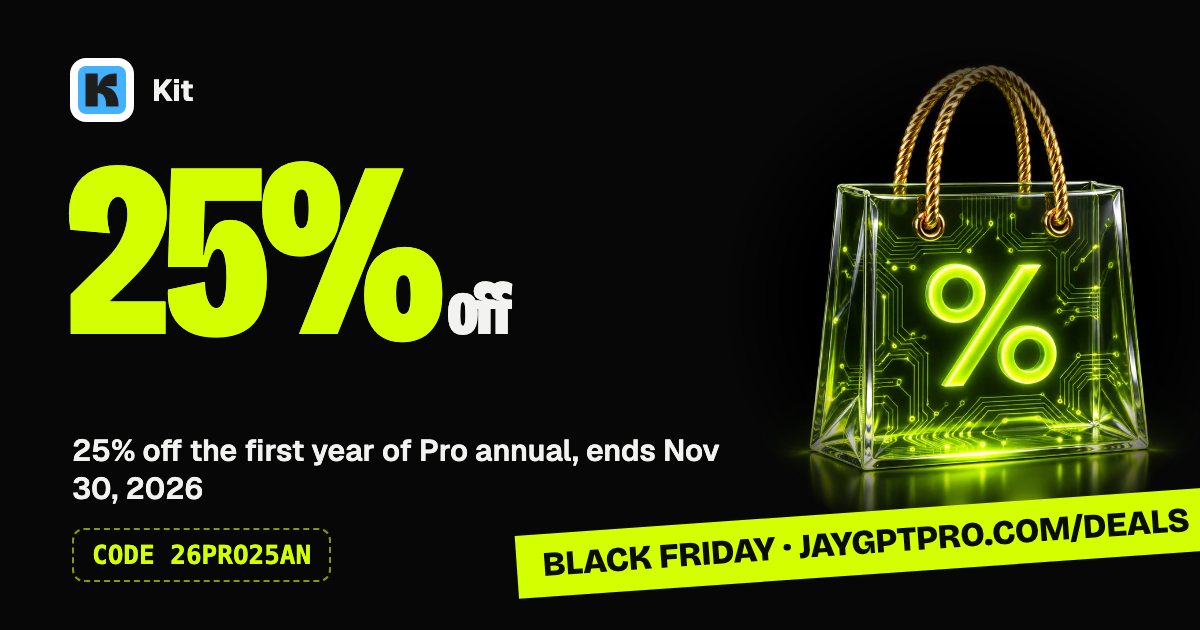 Kit
25% off
25% off the first year of Pro annual, ends Nov
30, 2026
CODE 26PRO25AN
%
BLACK FRIDAY · JAYGPTPRO.COM/DEALS